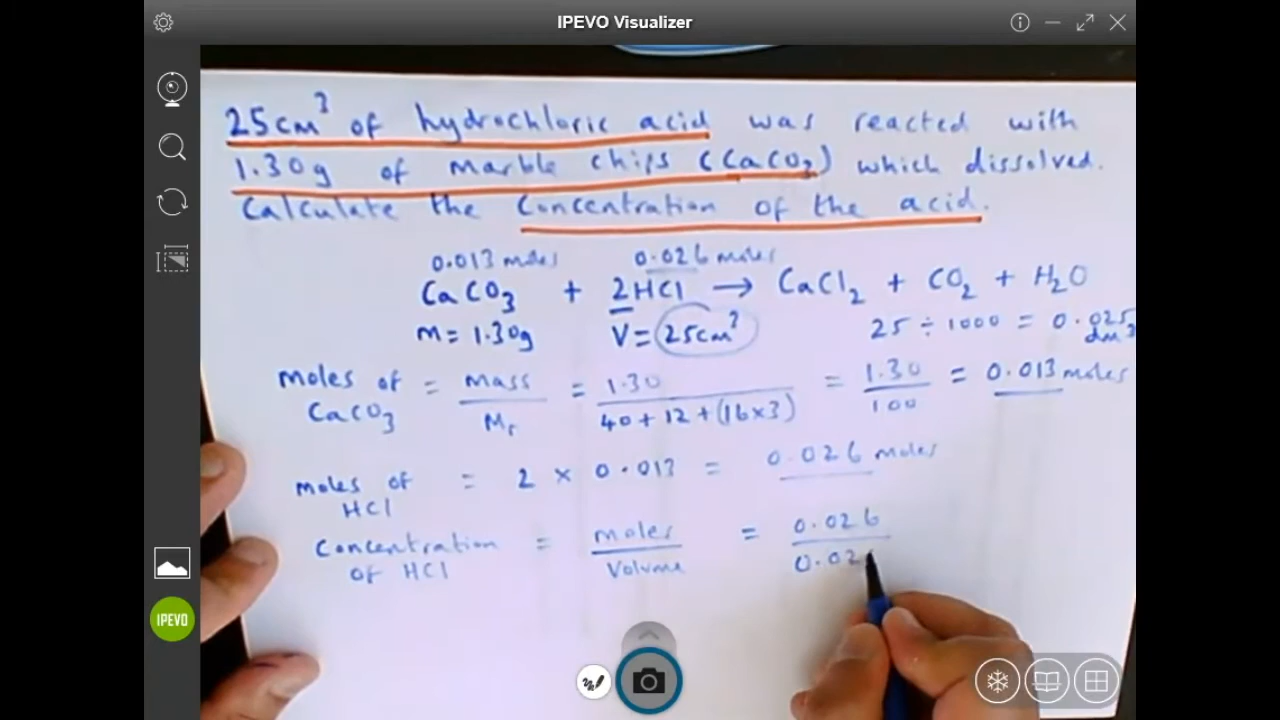 IPEVO Visualizer
25cm³ of hydrochloric acid was reacted with
1.30g of marble chips (CaCO₃) which dissolved.
Calculate the concentration of the acid.
0.013 moles 0.026 moles
CaCO₃ + 2HCl → CaCl₂ + CO₂ + H₂O
m = 1.30g V = 25cm³ 25 ÷ 1000 = 0.025 dm³
moles of CaCO₃ = mass / Mr = 1.30 / 40 + 12 + (16 × 3) = 1.30 / 100 = 0.013 moles
moles of HCl = 2 × 0.013 = 0.026 moles
Concentration of HCl = moles / Volume = 0.026 / 0.02
IPEVO